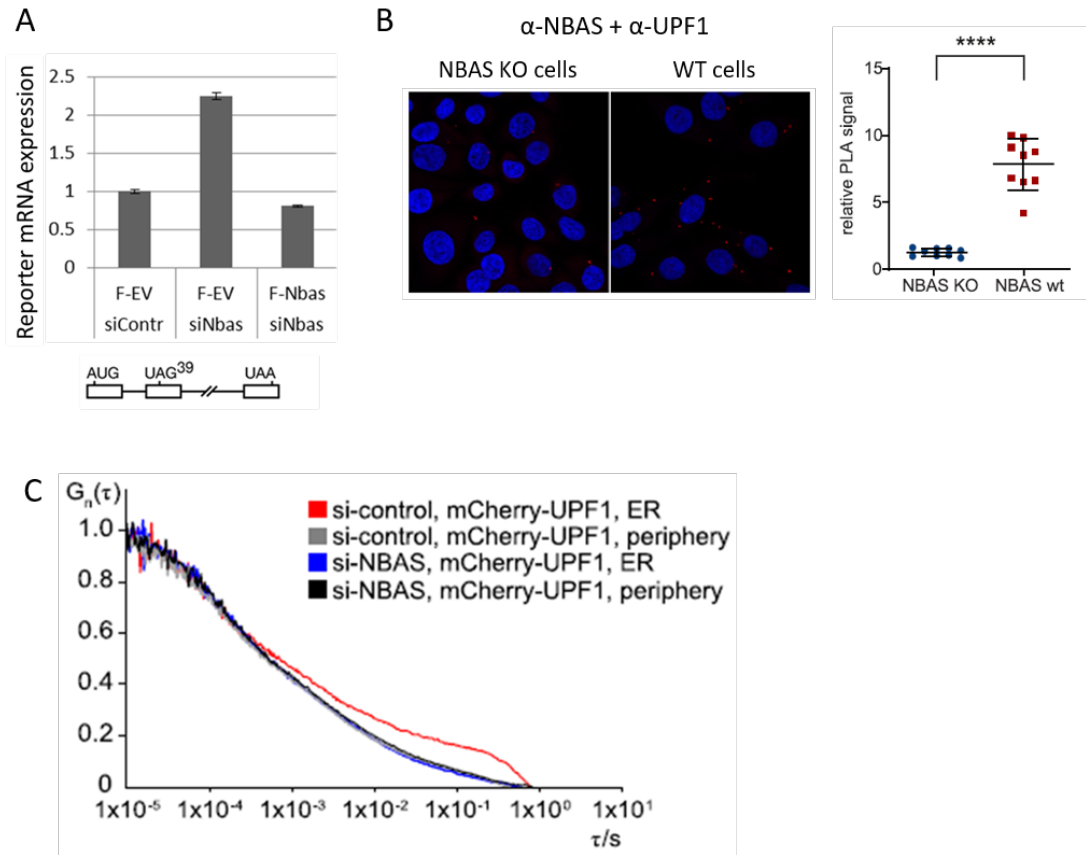 A
Reporter mRNA expression
2.5
2
1.5
1
0.5
0
F-EV F-EV F-Nbas
siContr siNbas siNbas
AUG UAG39 UAA
B
α-NBAS + α-UPF1
NBAS KO cells WT cells
relative PLA signal
****
15
10
5
0
NBAS KO NBAS wt
C
Gn(τ)
1.0
0.8
0.6
0.4
0.2
0
si-control, mCherry-UPF1, ER
si-control, mCherry-UPF1, periphery
si-NBAS, mCherry-UPF1, ER
si-NBAS, mCherry-UPF1, periphery
1x10-5 1x10-4 1x10-3 1x10-2 1x10-1 1x100 1x101
τ/s